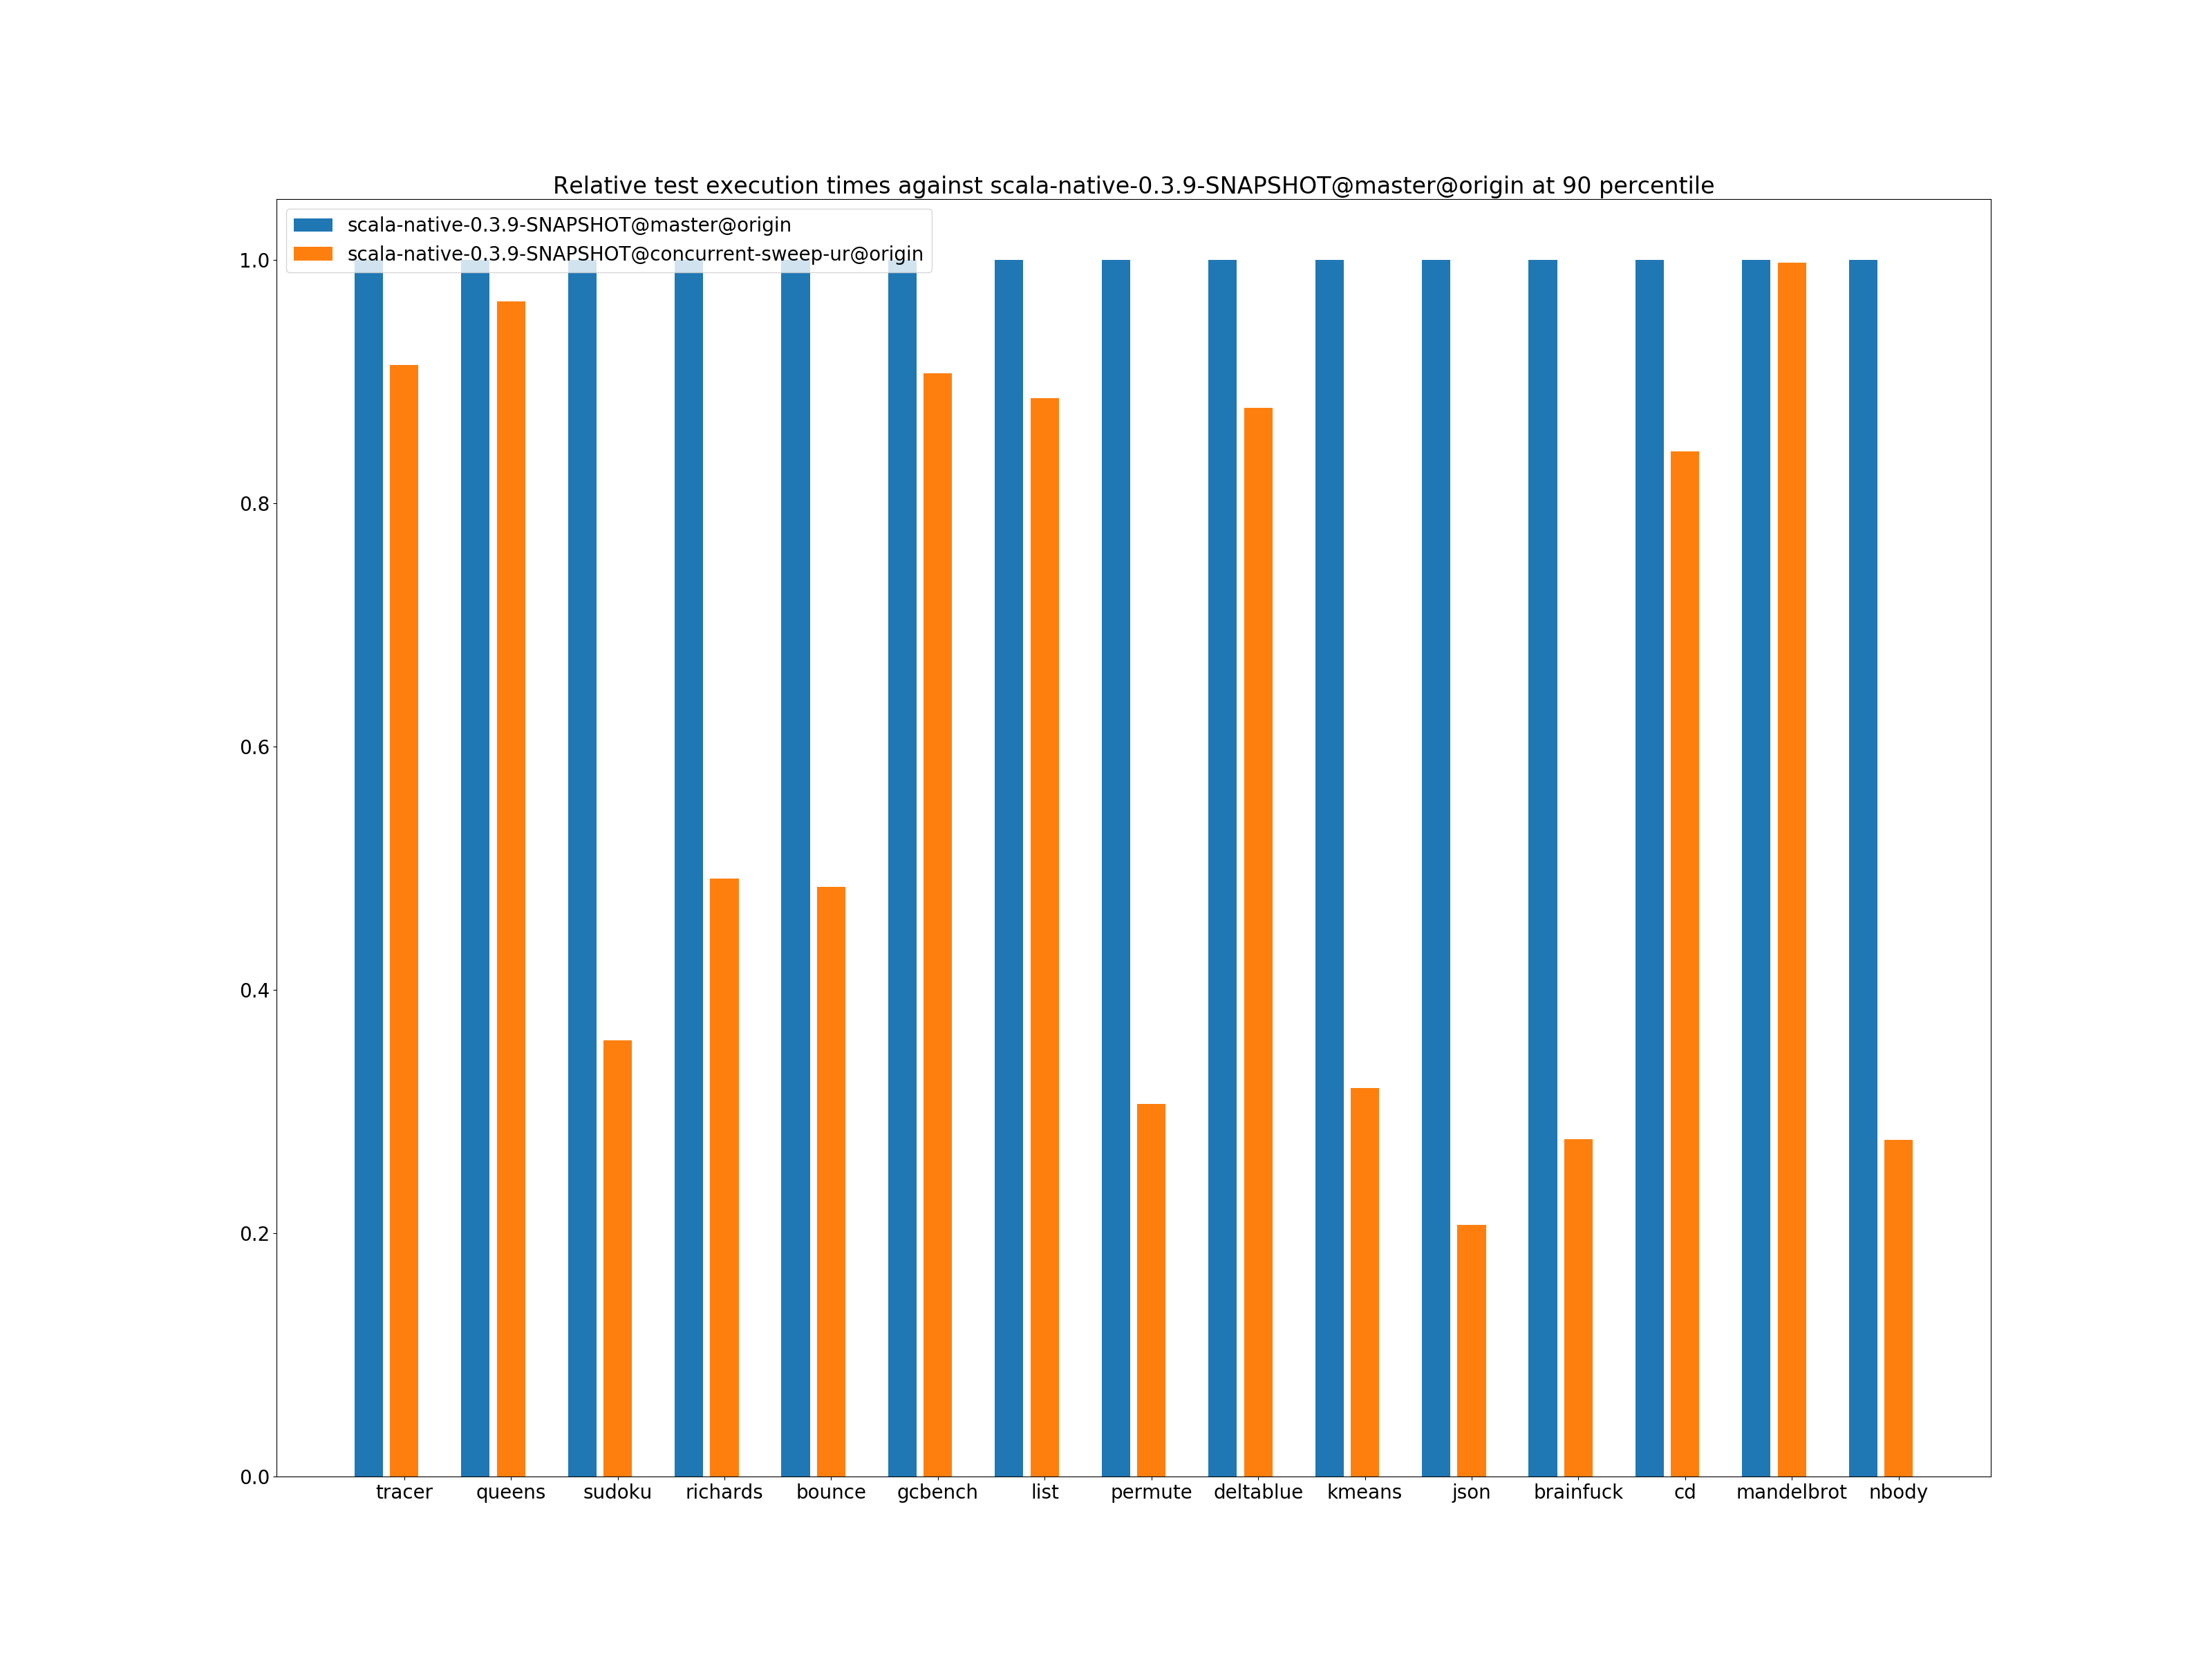 Relative test execution times against scala-native-0.3.9-SNAPSHOT@master@origin at 90 percentile
scala-native-0.3.9-SNAPSHOT@master@origin
scala-native-0.3.9-SNAPSHOT@concurrent-sweep-ur@origin
1.0
0.8
0.6
0.4
0.2
0.0
tracer queens sudoku richards bounce gcbench list permute deltablue kmeans json brainfuck cd mandelbrot nbody